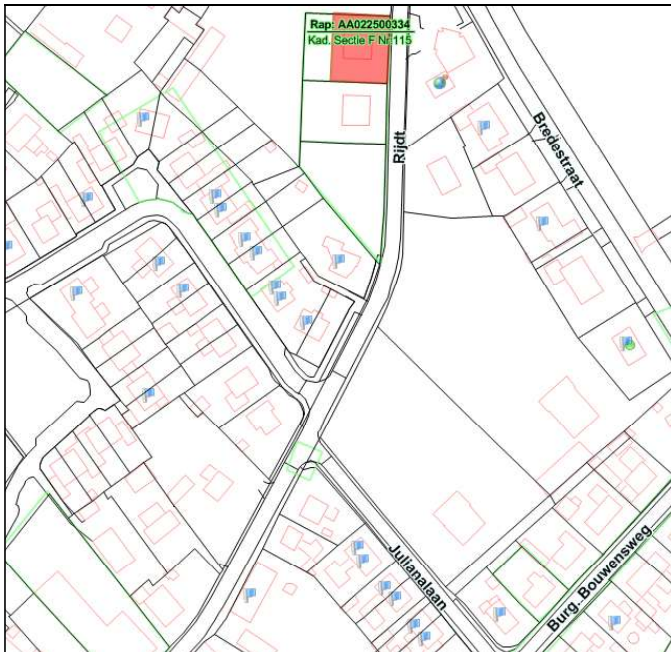 Rap: AA022500334
Kad. Sectie F Nr 115
Rijdt
Bredestraat
Julianalaan
Burg. Bouwensweg